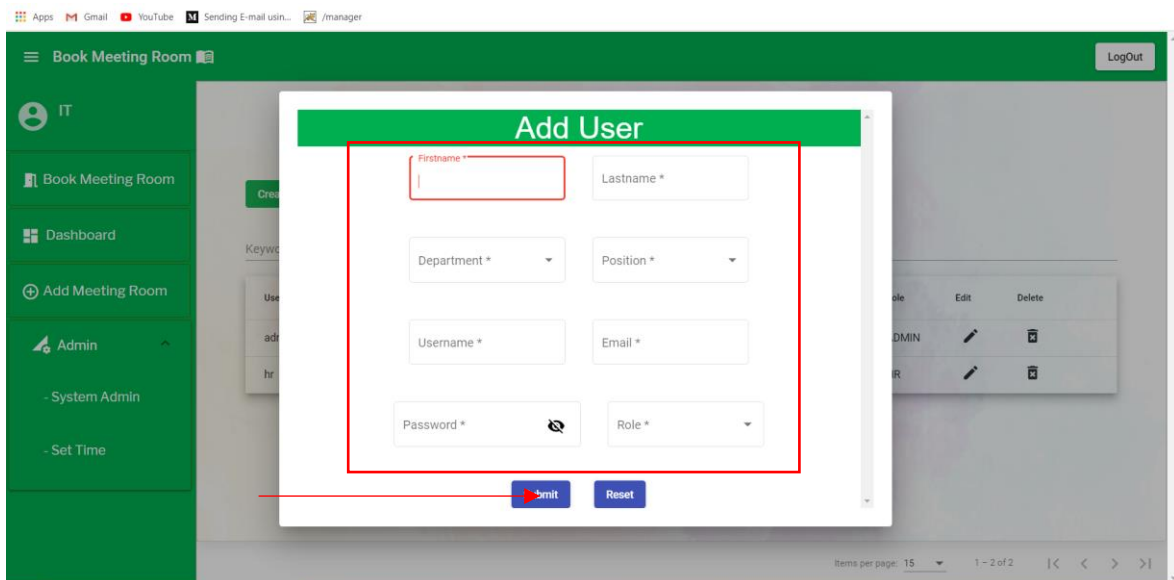 Apps Gmail YouTube M Sending E-mail usin... /manager
Book Meeting Room LogOut
IT
Book Meeting Room
Dashboard
Add Meeting Room
Admin
- System Admin
- Set Time
Add User
Firstname * Lastname *
Department * Position *
Username * Email *
Password * Role *
Reset
Edit Delete
hr
Items per page: 15 1 – 2 of 2